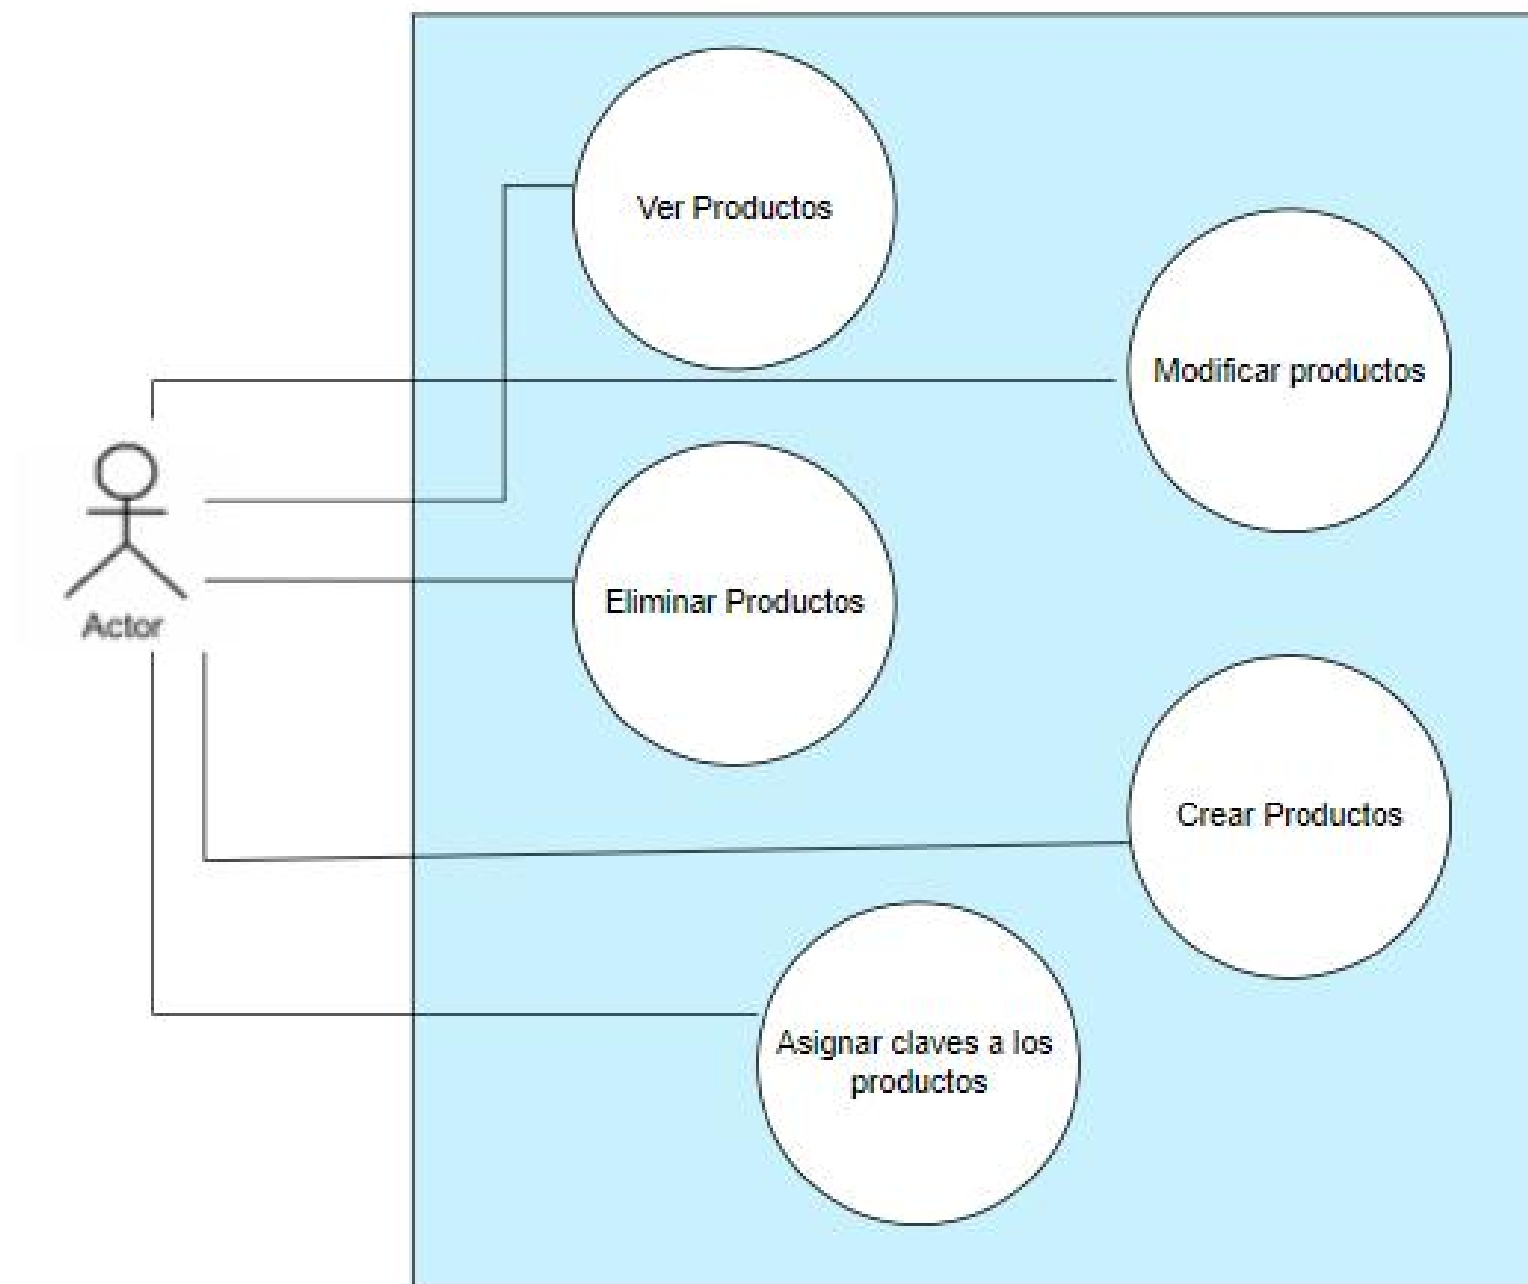 Ver Productos
Modificar productos
Eliminar Productos
Actor
Crear Productos
Asignar claves a los
productos